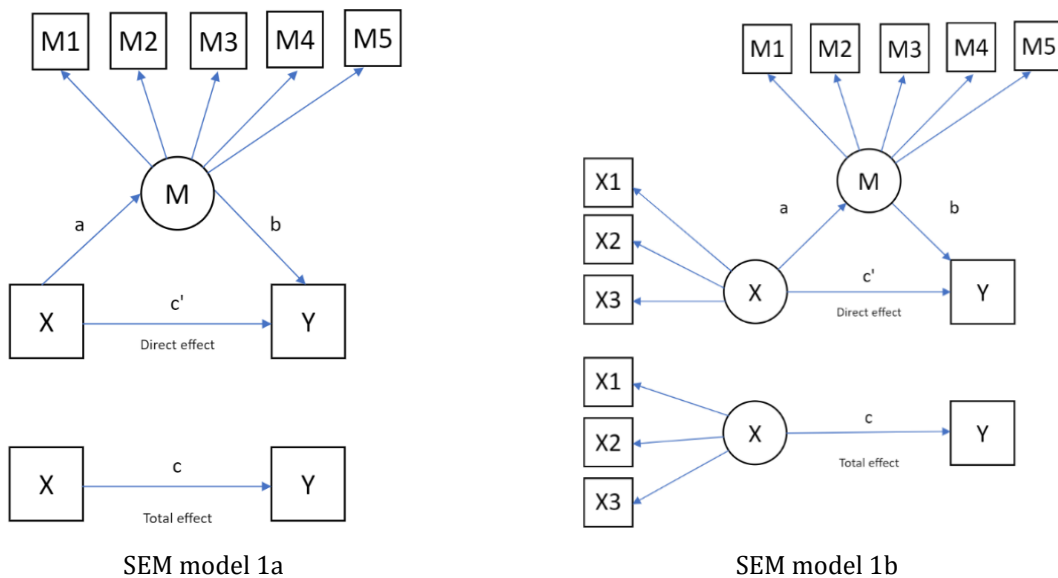 M1 M2 M3 M4 M5
M
a
b
X
c'
Y
Direct effect
X
c
Y
Total effect
SEM model 1a
M1 M2 M3 M4 M5
M
X1
a
b
X2
X3
X
c'
Y
Direct effect
X1
X2
X3
X
c
Y
Total effect
SEM model 1b